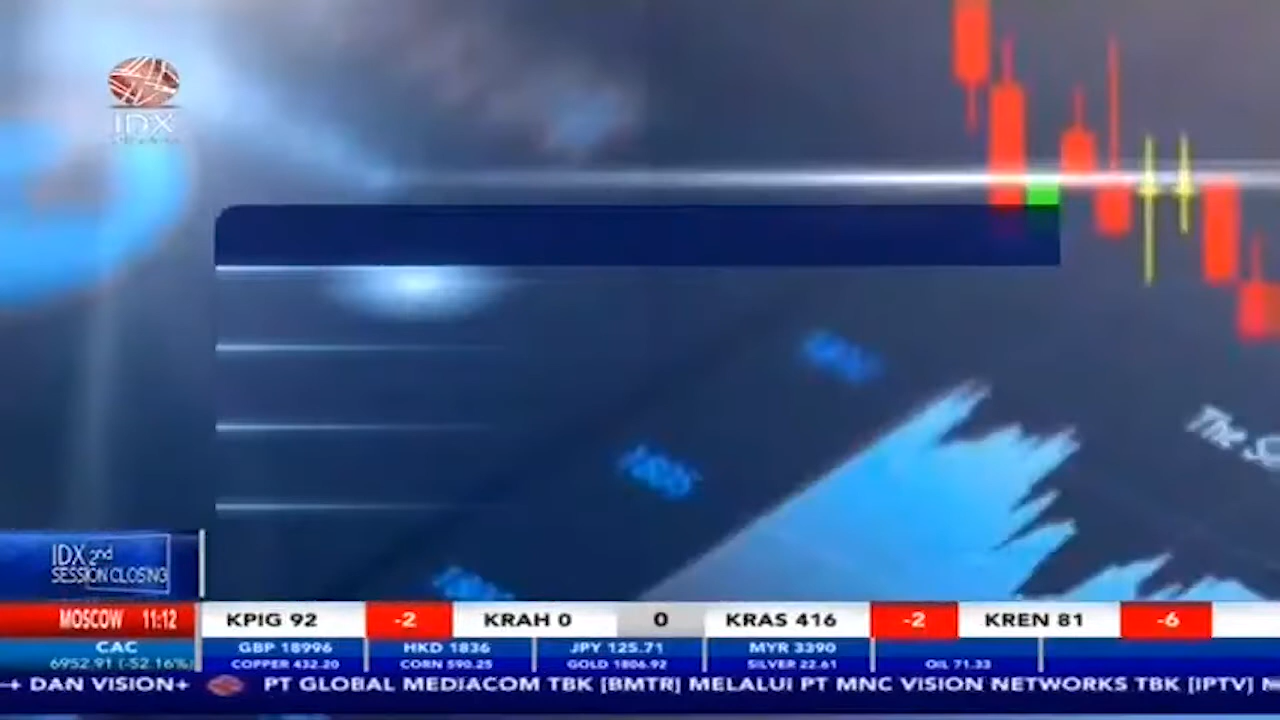 IDX
The
IDX 2nd
SESSION CLOSING
MOSCOW 11:12
KPIG 92 -2 KRAH 0 0 KRAS 416 -2 KREN 81 -6
CAC
6952.91 (-52.16%)
GBP 18996 HKD 1836 JPY 125.71 MYR 3390
COPPER 432.20 CORN 590.25 GOLD 1806.92 SILVER 22.61 OIL 71.33
+ DAN VISION+ PT GLOBAL MEDIACOM TBK [BMTR] MELALUI PT MNC VISION NETWORKS TBK [IPTV]